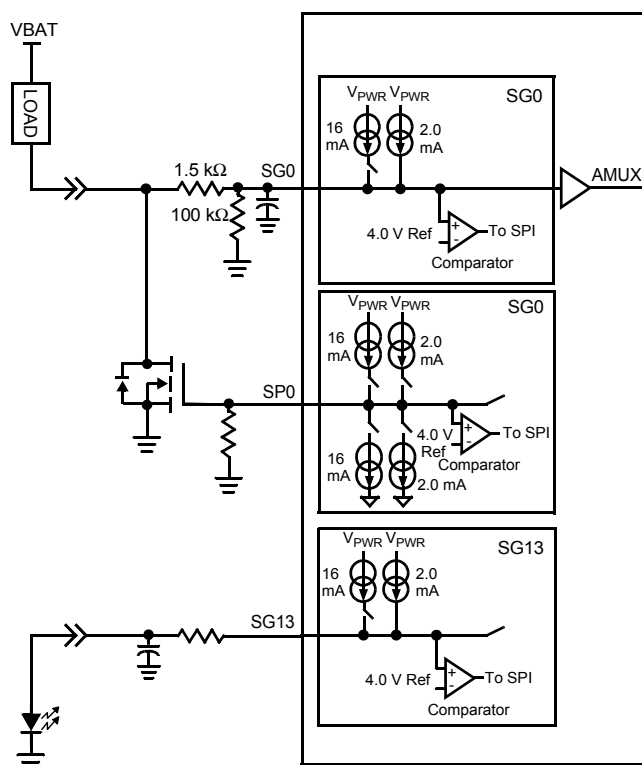 VBAT
LOAD
1.5 kΩ
100 kΩ
SG0
SG0
VPWR VPWR
16 mA
2.0 mA
4.0 V Ref
+
-
To SPI
Comparator
AMUX
SG0
VPWR VPWR
16 mA
2.0 mA
SP0
4.0 V Ref
+
-
To SPI
Comparator
16 mA
2.0 mA
SG13
VPWR VPWR
16 mA
2.0 mA
SG13
4.0 V Ref
+
-
To SPI
Comparator